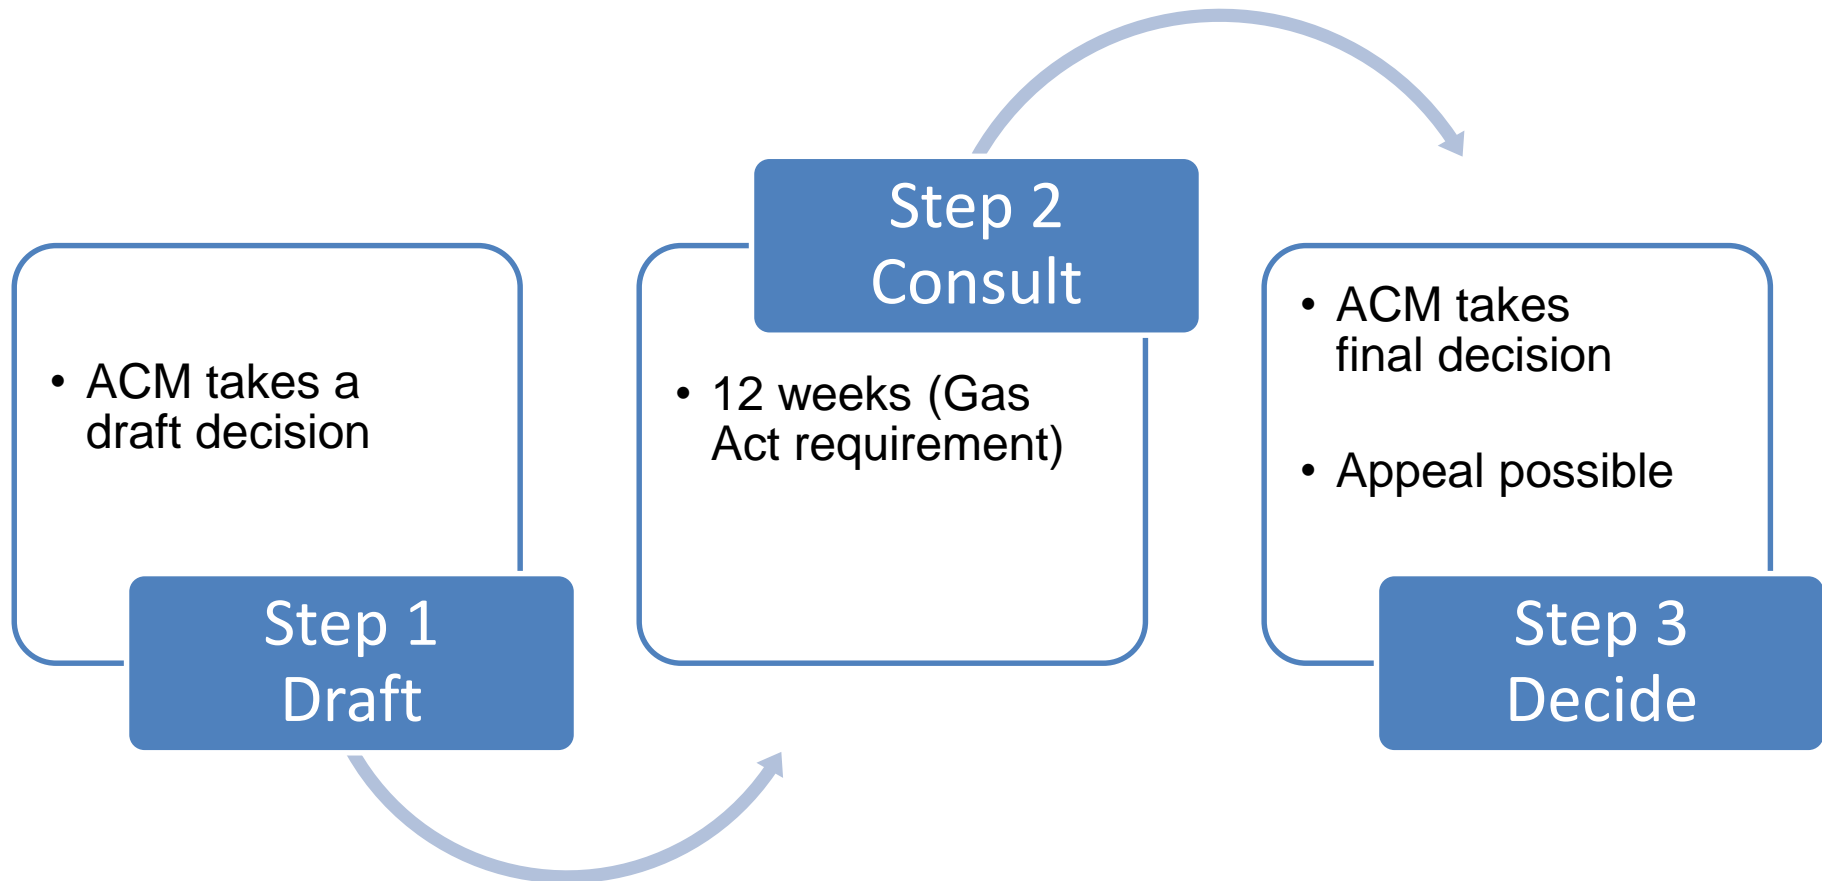 • ACM takes a
draft decision
Step 1
Draft
Step 2
Consult
• 12 weeks (Gas
Act requirement)
• ACM takes
final decision
• Appeal possible
Step 3
Decide